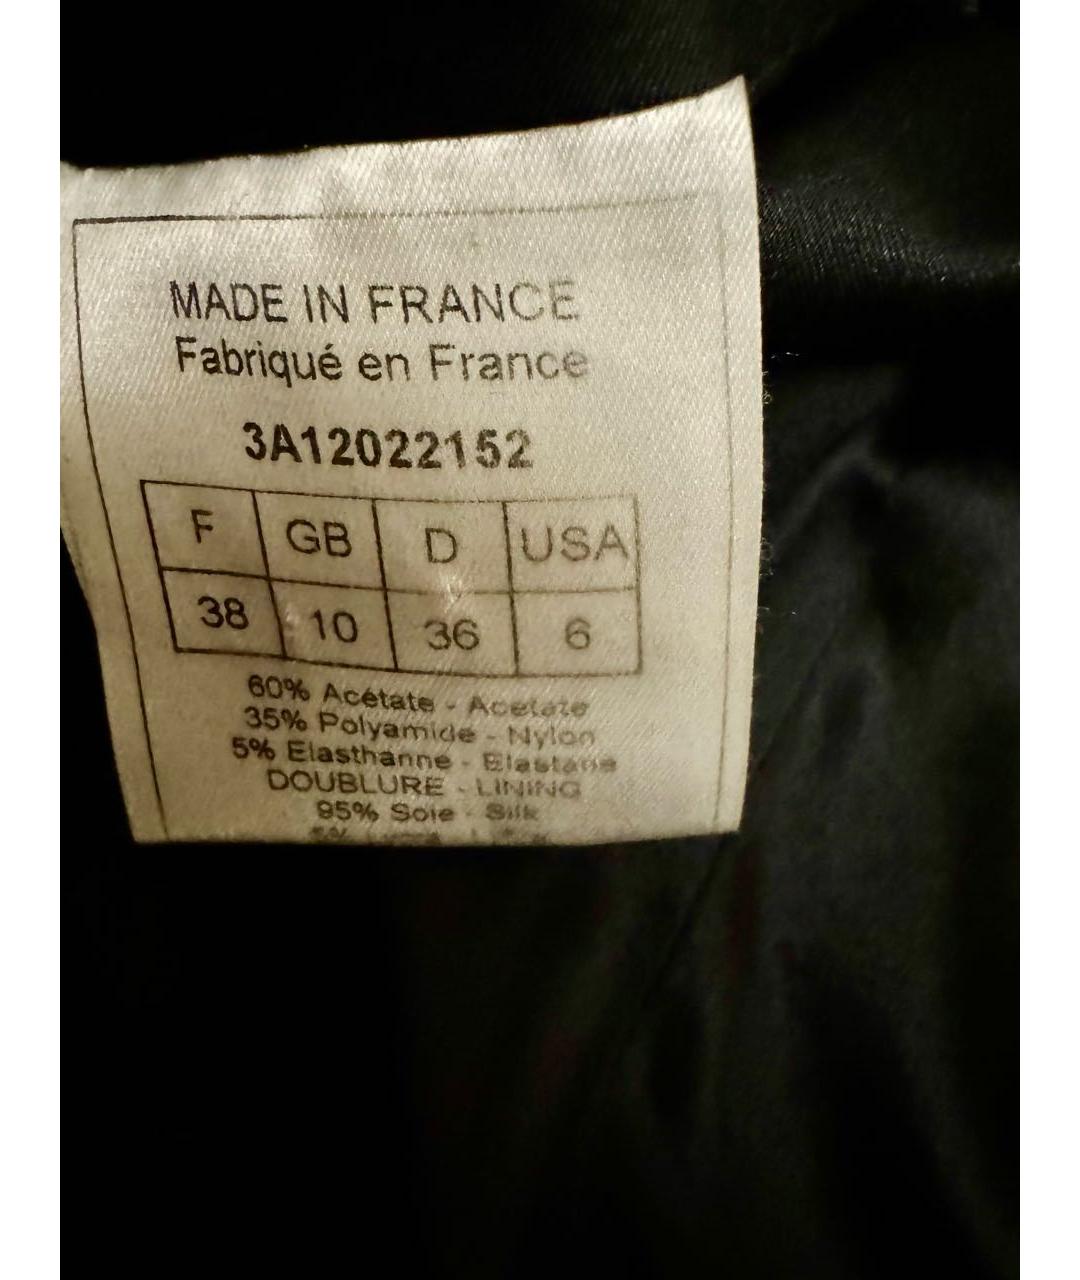 MADE IN FRANCE
Fabriqué en France
3A12022152
F GB D USA
38 10 36 6
60% Acétate - Acetate
35% Polyamide - Nylon
5% Elasthanne - Elastane
DOUBLURE - LINING
95% Soie - Silk
5%